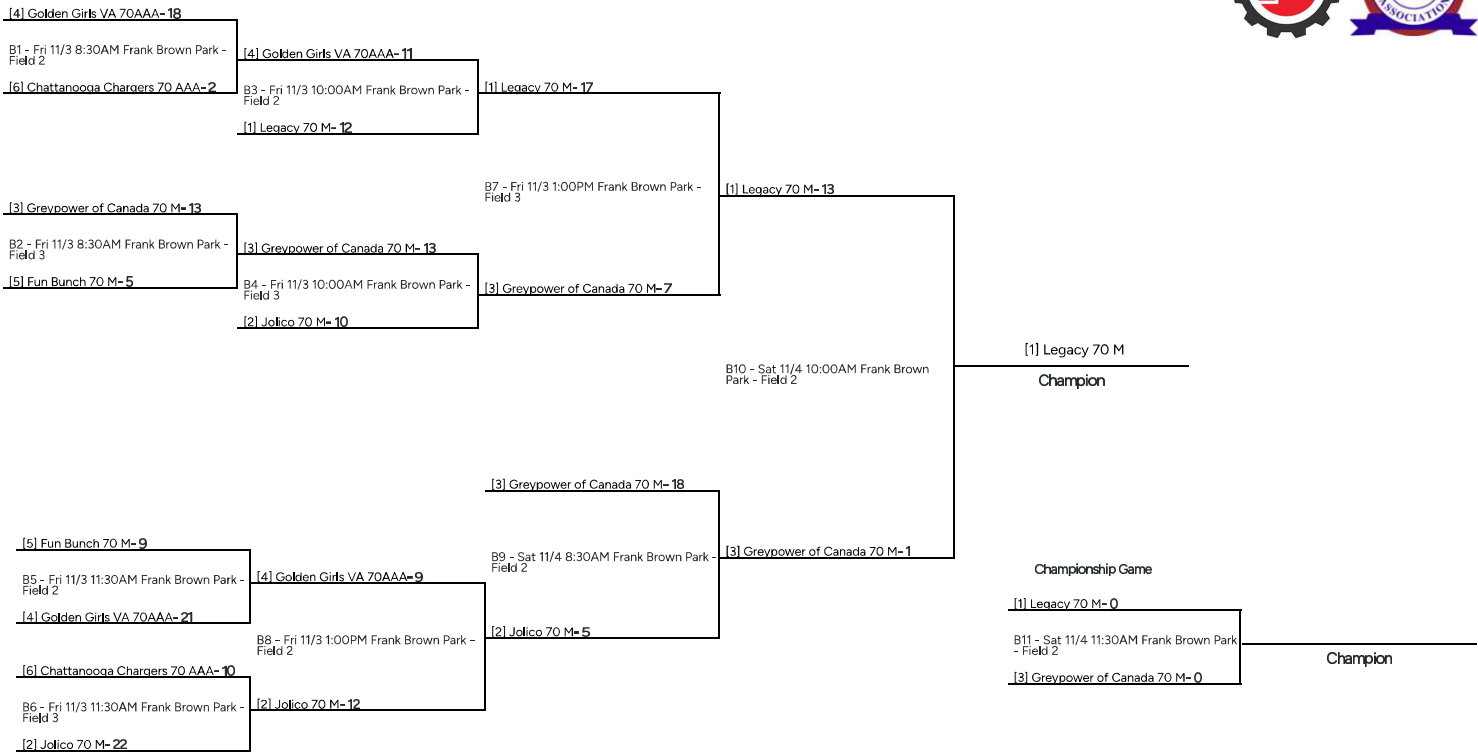 [4] Golden Girls VA 70AAA- 18
B1 - Fri 11/3 8:30AM Frank Brown Park -
Field 2
[6] Chattanooga Chargers 70 AAA- 2
[4] Golden Girls VA 70AAA- 11
B3 - Fri 11/3 10:00AM Frank Brown Park -
Field 2
[1] Legacy 70 M- 12
[1] Legacy 70 M- 17
B7 - Fri 11/3 1:00PM Frank Brown Park -
Field 3
[3] Greypower of Canada 70 M- 7
[3] Greypower of Canada 70 M- 13
B2 - Fri 11/3 8:30AM Frank Brown Park -
Field 3
[5] Fun Bunch 70 M- 5
[3] Greypower of Canada 70 M- 13
B4 - Fri 11/3 10:00AM Frank Brown Park -
Field 3
[2] Jolico 70 M- 10
[1] Legacy 70 M- 13
B10 - Sat 11/4 10:00AM Frank Brown
Park - Field 2
[3] Greypower of Canada 70 M- 1
[1] Legacy 70 M
Champion
[3] Greypower of Canada 70 M- 18
B9 - Sat 11/4 8:30AM Frank Brown Park -
Field 2
[2] Jolico 70 M- 5
[5] Fun Bunch 70 M- 9
B5 - Fri 11/3 11:30AM Frank Brown Park -
Field 2
[4] Golden Girls VA 70AAA- 21
[4] Golden Girls VA 70AAA- 9
B8 - Fri 11/3 1:00PM Frank Brown Park -
Field 2
[2] Jolico 70 M- 12
[6] Chattanooga Chargers 70 AAA- 10
B6 - Fri 11/3 11:30AM Frank Brown Park -
Field 3
[2] Jolico 70 M- 22
Championship Game
[1] Legacy 70 M- 0
B11 - Sat 11/4 11:30AM Frank Brown Park
- Field 2
[3] Greypower of Canada 70 M- 0
Champion
ASSOCIATION